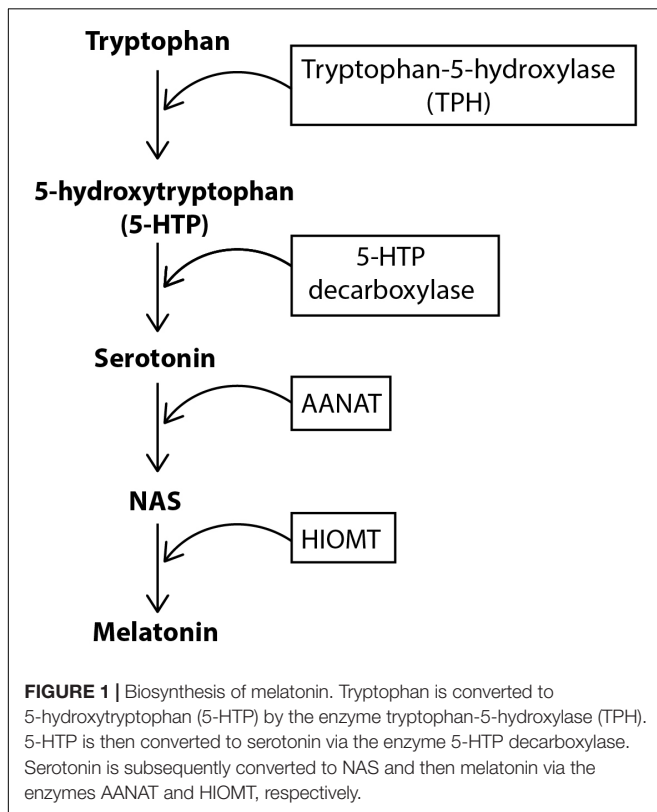 Tryptophan
Tryptophan-5-hydroxylase
(TPH)
5-hydroxytryptophan
(5-HTP)
5-HTP
decarboxylase
Serotonin
AANAT
NAS
HIOMT
Melatonin
FIGURE 1 | Biosynthesis of melatonin. Tryptophan is converted to
5-hydroxytryptophan (5-HTP) by the enzyme tryptophan-5-hydroxylase (TPH).
5-HTP is then converted to serotonin via the enzyme 5-HTP decarboxylase.
Serotonin is subsequently converted to NAS and then melatonin via the
enzymes AANAT and HIOMT, respectively.